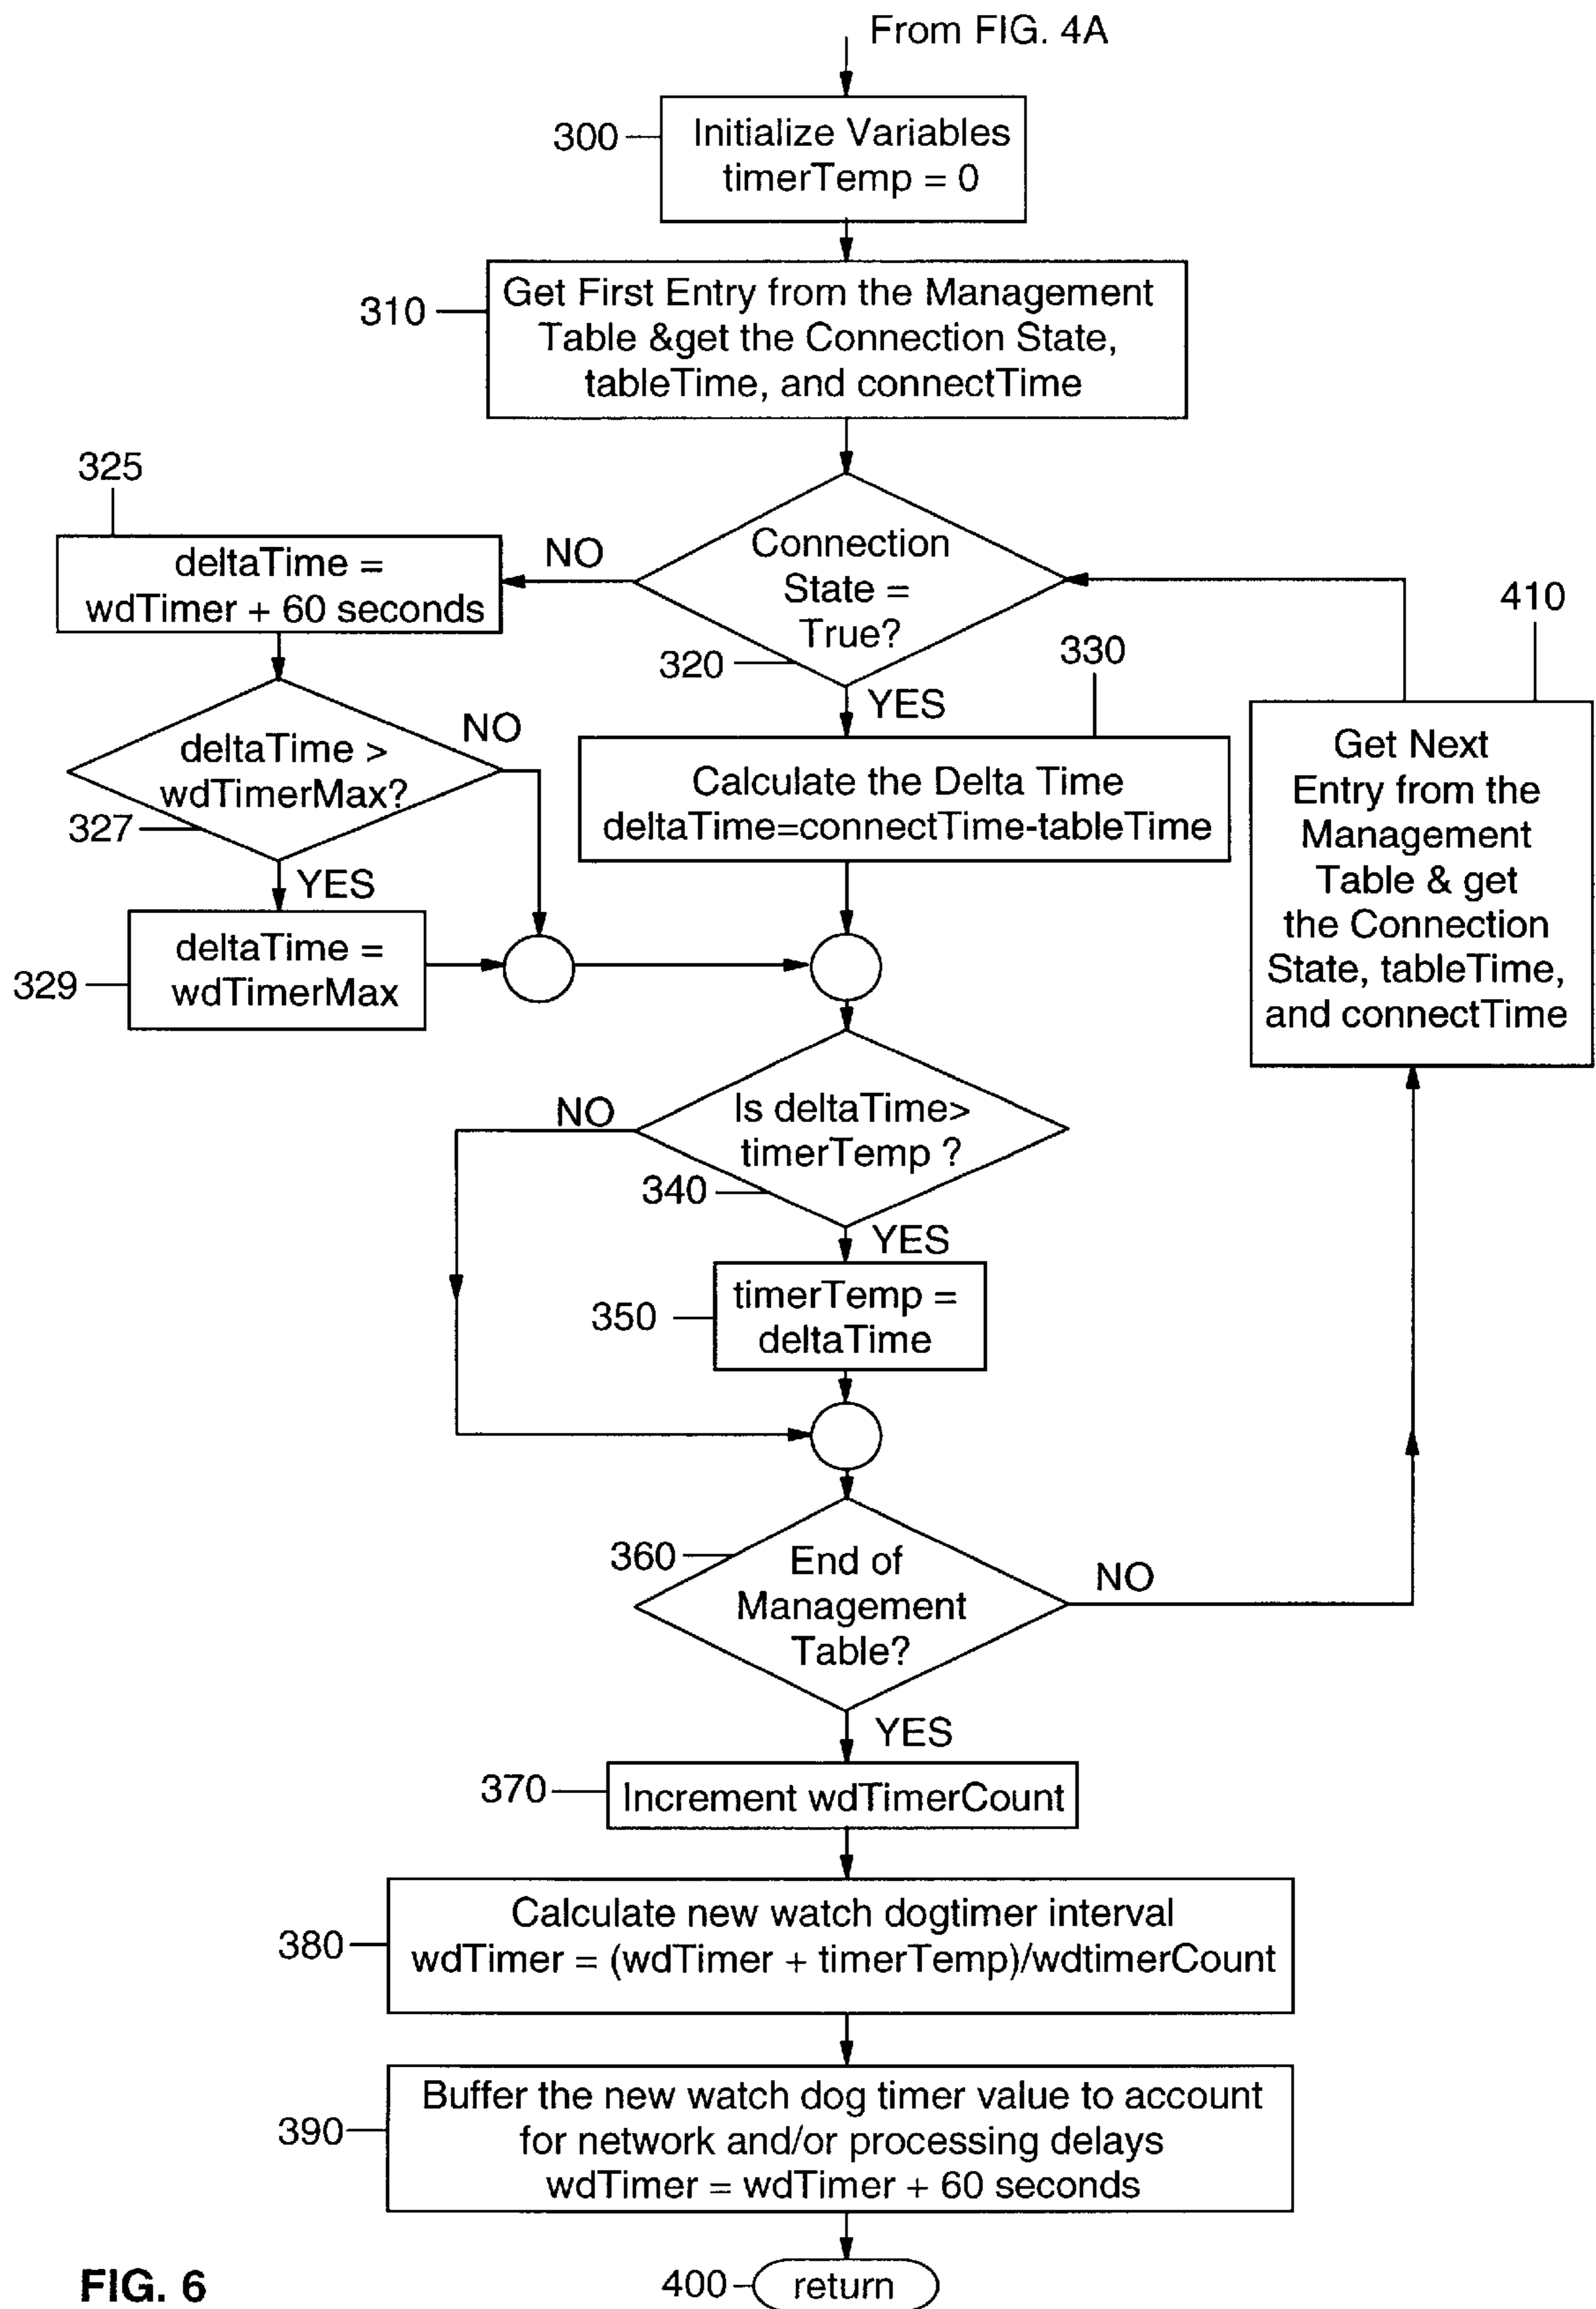 From FIG. 4A
300
Initialize Variables
timerTemp = 0
310
Get First Entry from the Management
Table &get the Connection State,
tableTime, and connectTime
325
deltaTime =
wdTimer + 60 seconds
NO
Connection
State =
True?
320
YES
330
410
deltaTime >
wdTimerMax?
327
NO
YES
Calculate the Delta Time
deltaTime=connectTime-tableTime
Get Next
Entry from the
Management
Table & get
the Connection
State, tableTime,
and connectTime
329
deltaTime =
wdTimerMax
NO
Is deltaTime>
timerTemp ?
340
YES
350
timerTemp =
deltaTime
360
End of
Management
Table?
NO
YES
370
Increment wdTimerCount
380
Calculate new watch dogtimer interval
wdTimer = (wdTimer + timerTemp)/wdtimerCount
390
Buffer the new watch dog timer value to account
for network and/or processing delays
wdTimer = wdTimer + 60 seconds
400
return
FIG. 6